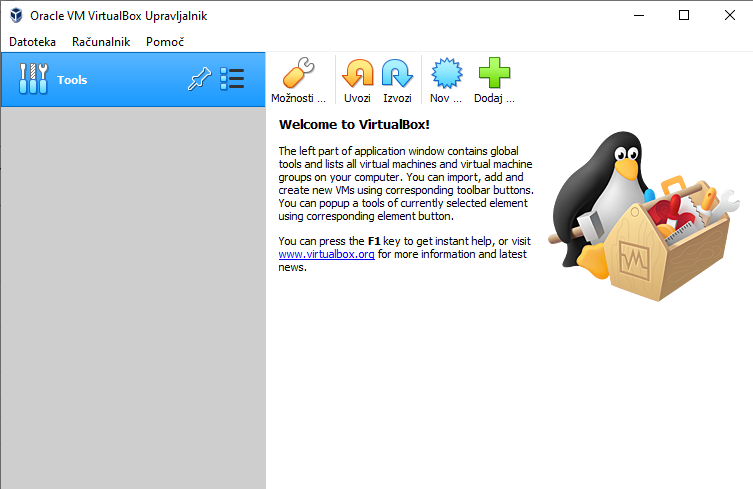 Oracle VM VirtualBox Upravljalnik
Datoteka Računalnik Pomoč
Tools
Možnosti ... Uvozi Izvozi Nov ... Dodaj ...
Welcome to VirtualBox!
The left part of application window contains global
tools and lists all virtual machines and virtual machine
groups on your computer. You can import, add and
create new VMs using corresponding toolbar buttons.
You can popup a tools of currently selected element
using corresponding element button.
You can press the F1 key to get instant help, or visit
www.virtualbox.org for more information and latest
news.
VM